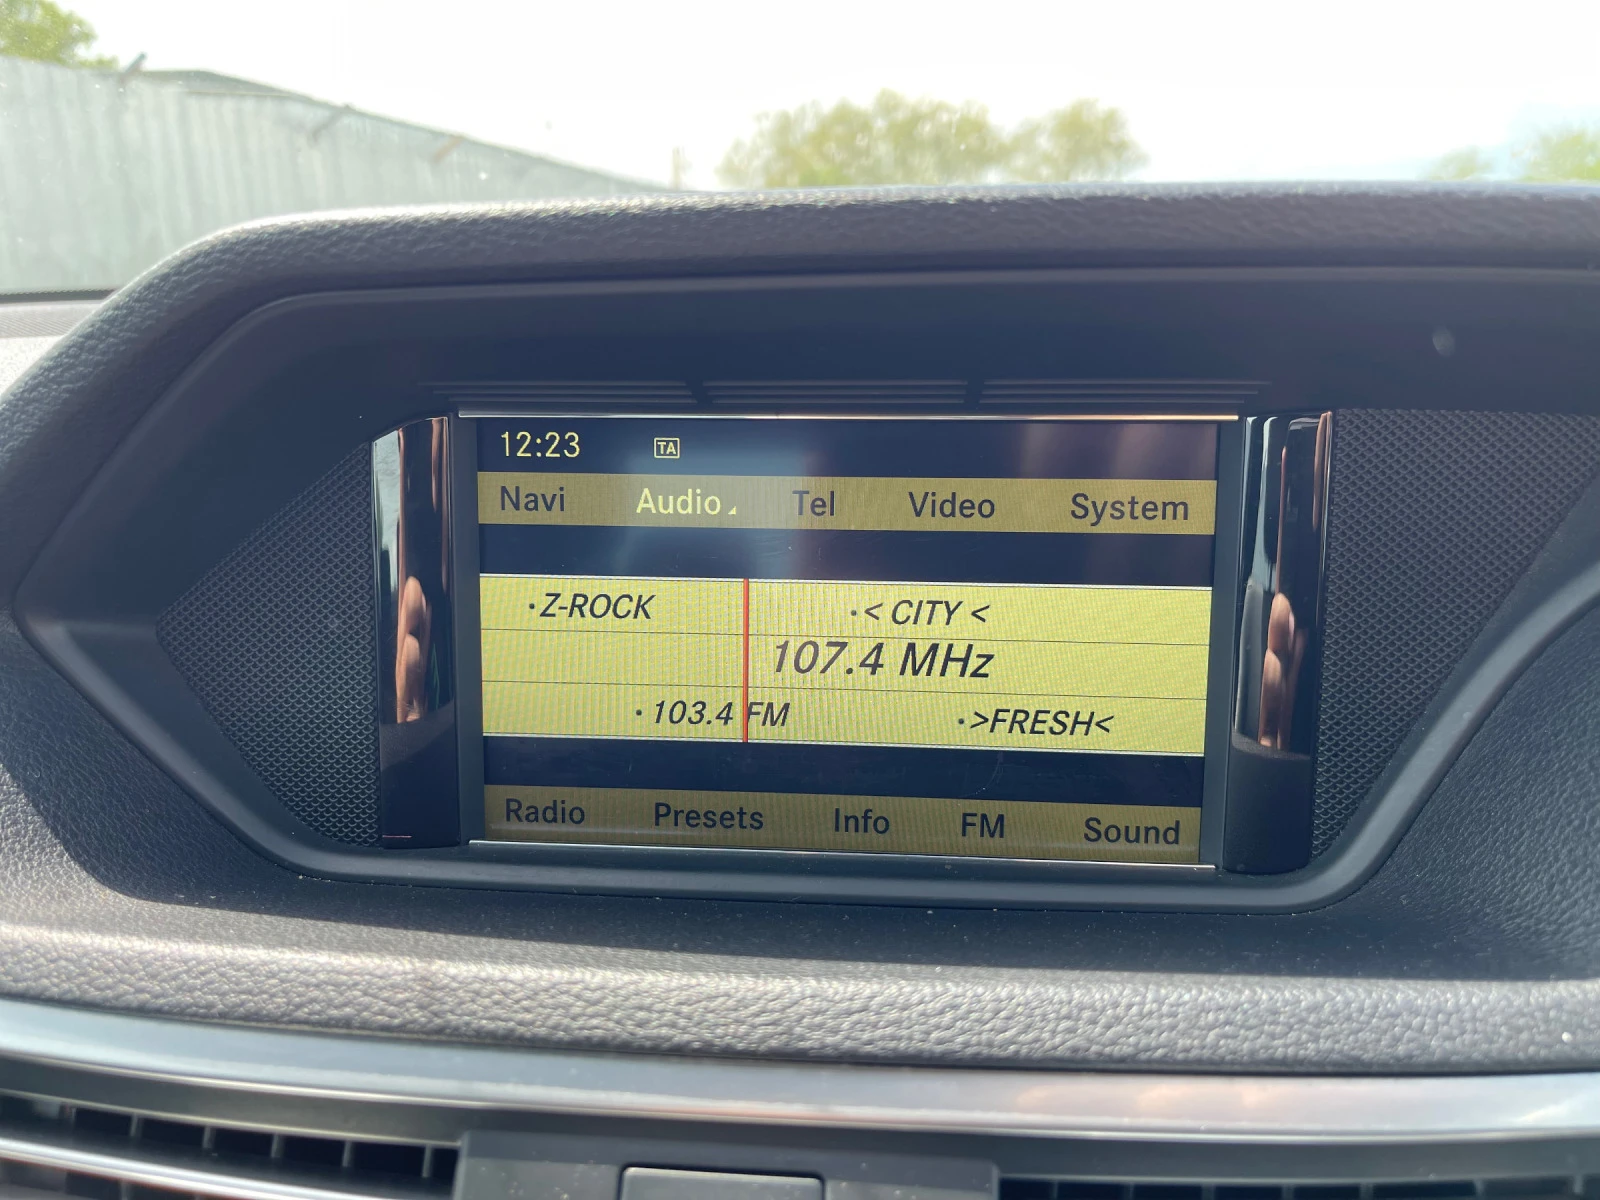 12:23 TA
Navi Audio Tel Video System
·Z-ROCK ·< CITY <
107.4 MHz
·103.4 FM ·>FRESH<
Radio Presets Info FM Sound